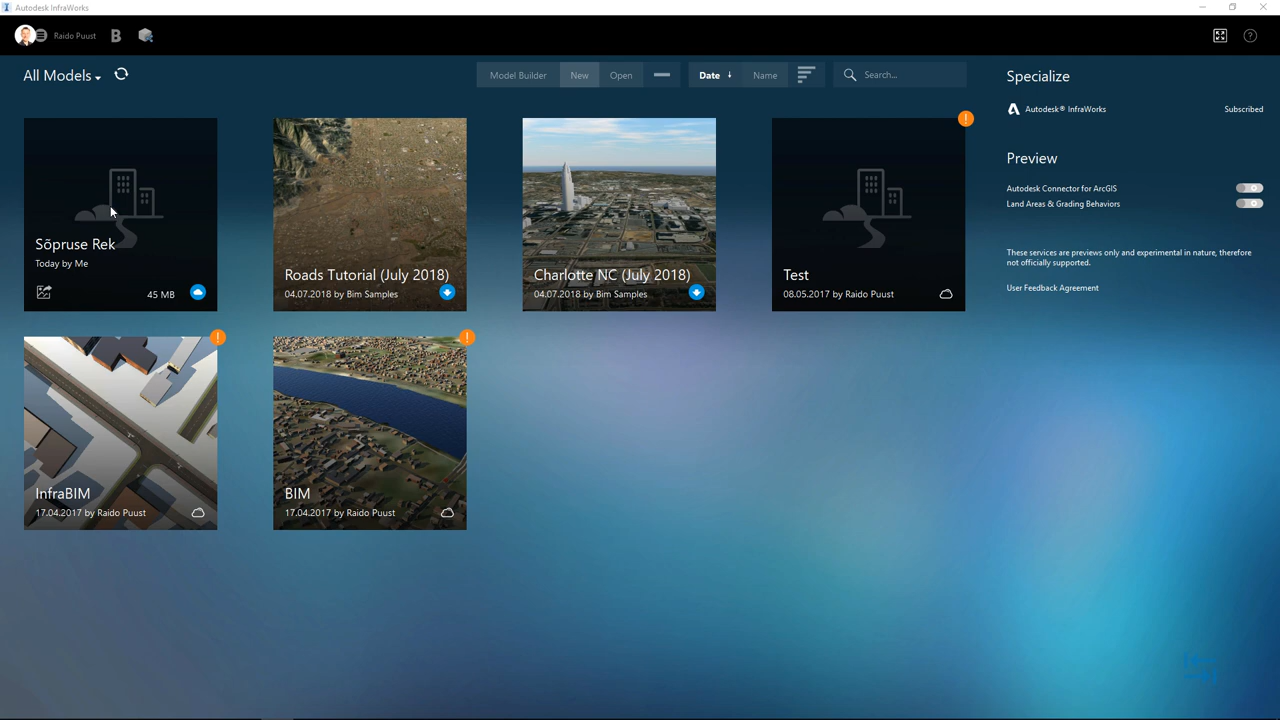 Autodesk InfraWorks
Raido Puust
B
All Models
Model Builder
New
Open
Date ↓
Name
Search...
Specialize
Autodesk® InfraWorks
Subscribed
Preview
Autodesk Connector for ArcGIS
Land Areas & Grading Behaviors
These services are previews only and experimental in nature, therefore
not officially supported.
User Feedback Agreement
Sõpruse Rek
Today by Me
45 MB
Roads Tutorial (July 2018)
04.07.2018 by Bim Samples
Charlotte NC (July 2018)
04.07.2018 by Bim Samples
Test
08.05.2017 by Raido Puust
InfraBIM
17.04.2017 by Raido Puust
BIM
17.04.2017 by Raido Puust